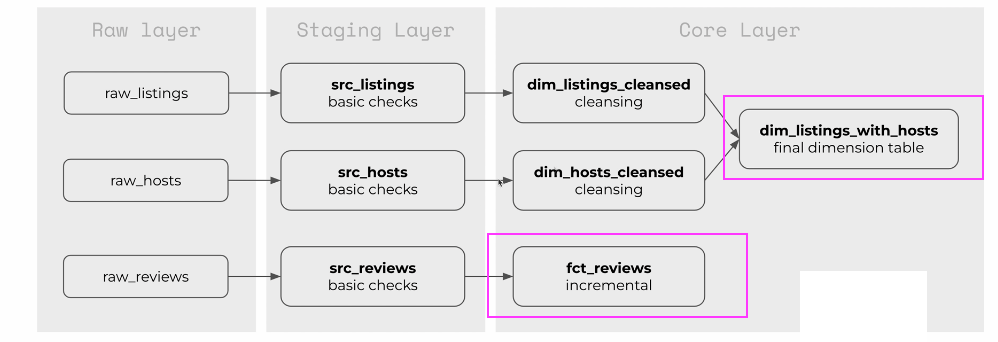 Raw layer
Staging Layer
Core Layer
raw_listings
src_listings
basic checks
dim_listings_cleansed
cleansing
dim_listings_with_hosts
final dimension table
raw_hosts
src_hosts
basic checks
dim_hosts_cleansed
cleansing
raw_reviews
src_reviews
basic checks
fct_reviews
incremental